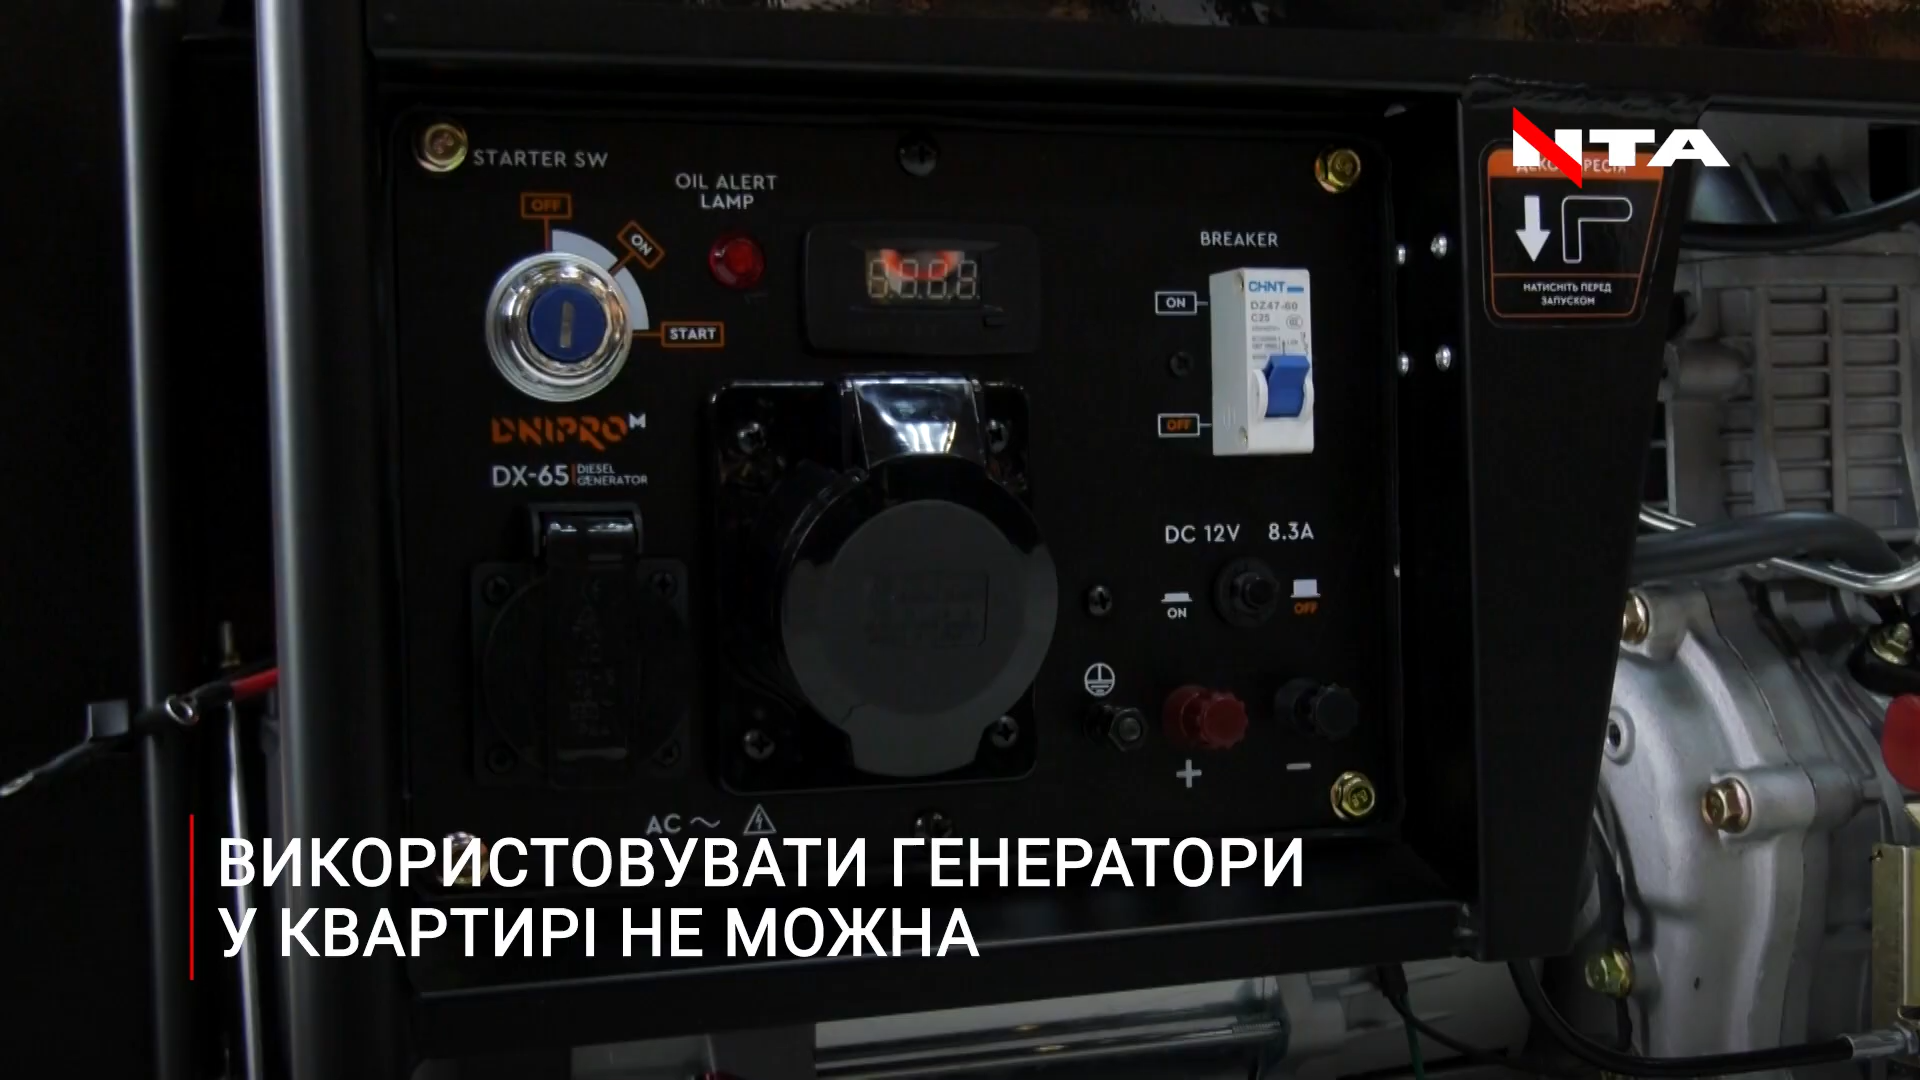 NTA
STARTER SW
OFF
ON
START
OIL ALERT
LAMP
BREAKER
ON
OFF
CHNT
DZ47-60
C25
НАТИСНІТЬ ПЕРЕД
ЗАПУСКОМ
DNIPRO M
DX-65 DIESEL
GENERATOR
DC 12V 8.3A
ON
OFF
+ −
AC ~
ВИКОРИСТОВУВАТИ ГЕНЕРАТОРИ
У КВАРТИРІ НЕ МОЖНА